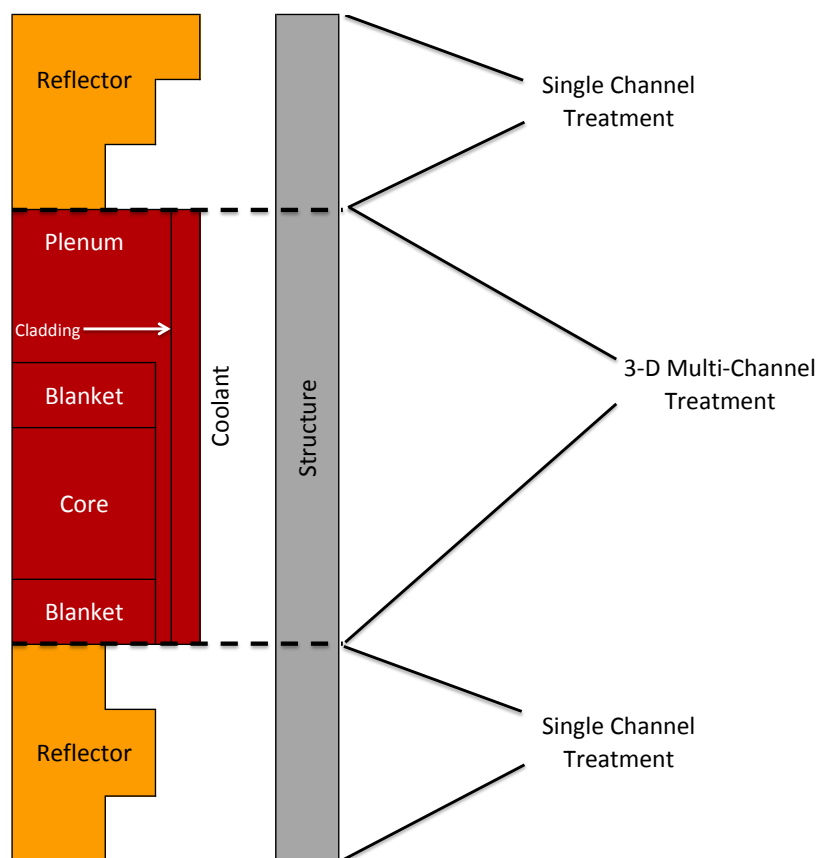 Reflector
Single Channel
Treatment
Plenum
Cladding
3-D Multi-Channel
Treatment
Blanket
Coolant
Structure
Core
Blanket
Reflector
Single Channel
Treatment